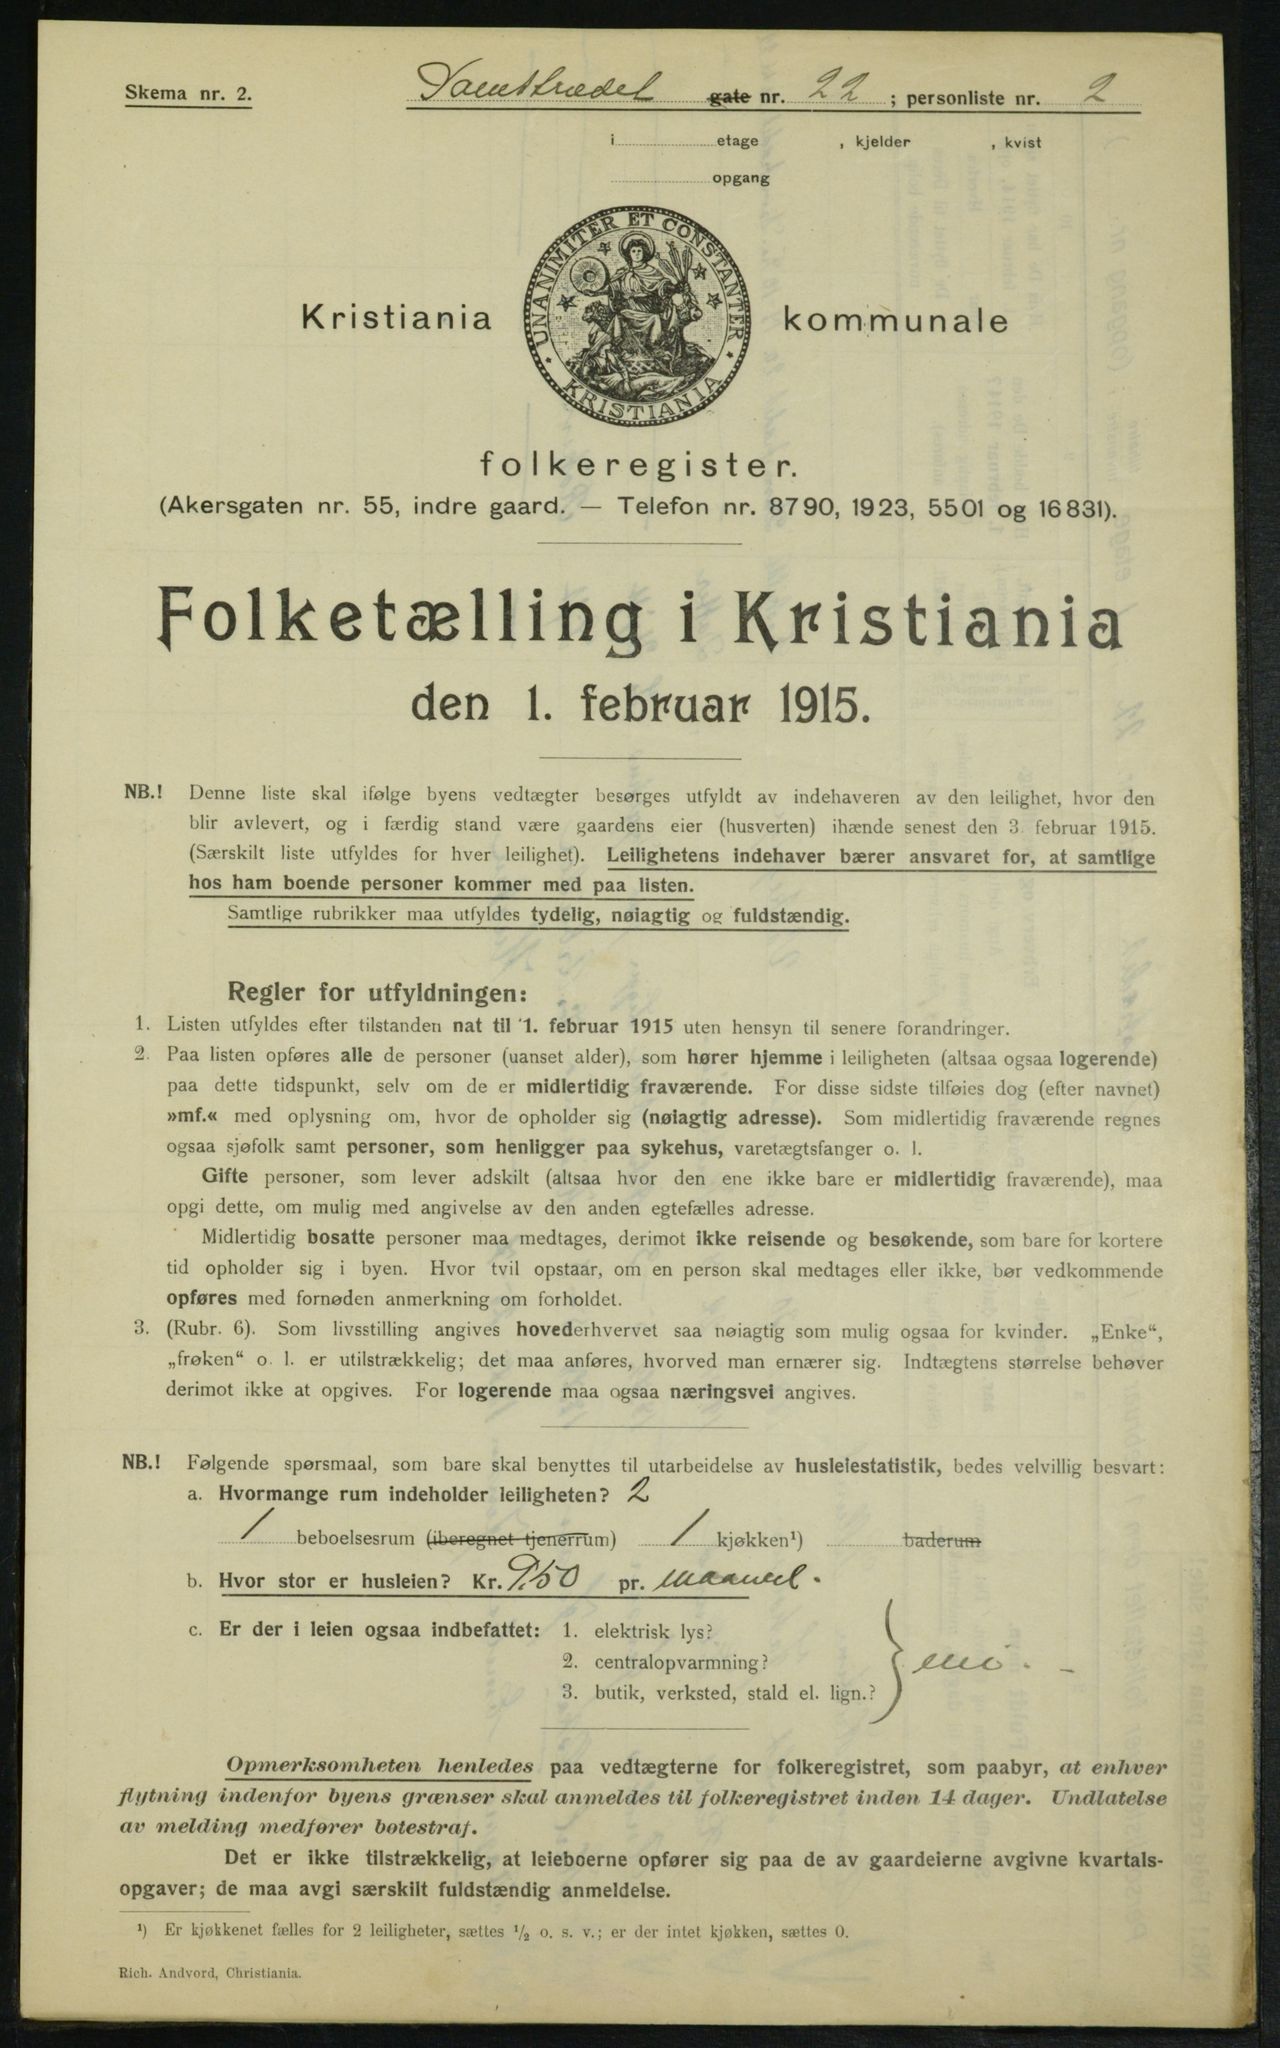 Skema nr. 2.
Damstrædet gate nr. 22 ; personliste nr. 2
i etage , kjelder , kvist
opgang
UNANIMITER ET CONSTANTER
KRISTIANIA
Kristiania kommunale
folkeregister.
(Akersgaten nr. 55, indre gaard. — Telefon nr. 8790, 1923, 5501 og 16831).
Folketælling i Kristiania
den 1. februar 1915.
NB.! Denne liste skal ifølge byens vedtægter besørges utfyldt av indehaveren av den leilighet, hvor den
blir avlevert, og i færdig stand være gaardens eier (husverten) ihænde senest den 3. februar 1915.
(Særskilt liste utfyldes for hver leilighet). Leilighetens indehaver bærer ansvaret for, at samtlige
hos ham boende personer kommer med paa listen.
Samtlige rubrikker maa utfyldes tydelig, nøiagtig og fuldstændig.
Regler for utfyldningen:
1. Listen utfyldes efter tilstanden nat til 1. februar 1915 uten hensyn til senere forandringer.
2. Paa listen opføres alle de personer (uanset alder), som hører hjemme i leiligheten (altsaa ogsaa logerende)
paa dette tidspunkt, selv om de er midlertidig fraværende. For disse sidste tilføies dog (efter navnet)
»mf.« med oplysning om, hvor de opholder sig (nøiagtig adresse). Som midlertidig fraværende regnes
ogsaa sjøfolk samt personer, som henligger paa sykehus, varetægtsfanger o. l.
Gifte personer, som lever adskilt (altsaa hvor den ene ikke bare er midlertidig fraværende), maa
opgi dette, om mulig med angivelse av den anden egtefælles adresse.
Midlertidig bosatte personer maa medtages, derimot ikke reisende og besøkende, som bare for kortere
tid opholder sig i byen. Hvor tvil opstaar, om en person skal medtages eller ikke, bør vedkommende
opføres med fornøden anmerkning om forholdet.
3. (Rubr. 6). Som livsstilling angives hovederhvervet saa nøiagtig som mulig ogsaa for kvinder. „Enke“,
„frøken“ o. l. er utilstrækkelig; det maa anføres, hvorved man ernærer sig. Indtægtens størrelse behøver
derimot ikke at opgives. For logerende maa ogsaa næringsvei angives.
NB.! Følgende spørsmaal, som bare skal benyttes til utarbeidelse av husleiestatistik, bedes velvillig besvart:
a. Hvormange rum indeholder leiligheten? 2
1 beboelsesrum (iberegnet tjenerrum) 1 kjøkken¹) baderum
b. Hvor stor er husleien? Kr. 9.50 pr. Maaned.
c. Er der i leien ogsaa indbefattet: 1. elektrisk lys?
2. centralopvarmning?
3. butik, verksted, stald el. lign.?
Opmerksomheten henledes paa vedtægterne for folkeregistret, som paabyr, at enhver
flytning indenfor byens grænser skal anmeldes til folkeregistret inden 14 dager. Undlatelse
av melding medfører botestraf.
Det er ikke tilstrækkelig, at leieboerne opfører sig paa de av gaardeierne avgivne kvartals-
opgaver; de maa avgi særskilt fuldstændig anmeldelse.
¹) Er kjøkkenet fælles for 2 leiligheter, sættes ½ o. s. v.; er der intet kjøkken, sættes 0.
Rich. Andvord, Christiania.